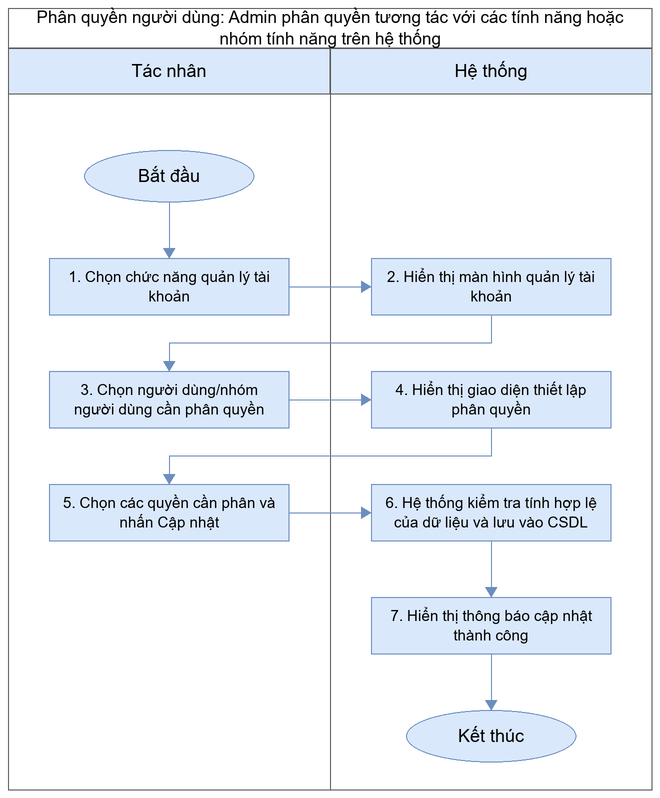 Phân quyền người dùng: Admin phân quyền tương tác với các tính năng hoặc
nhóm tính năng trên hệ thống
Tác nhân
Hệ thống
Bắt đầu
1. Chọn chức năng quản lý tài
khoản
2. Hiển thị màn hình quản lý tài
khoản
3. Chọn người dùng/nhóm
người dùng cần phân quyền
4. Hiển thị giao diện thiết lập
phân quyền
5. Chọn các quyền cần phân và
nhấn Cập nhật
6. Hệ thống kiểm tra tính hợp lệ
của dữ liệu và lưu vào CSDL
7. Hiển thị thông báo cập nhật
thành công
Kết thúc